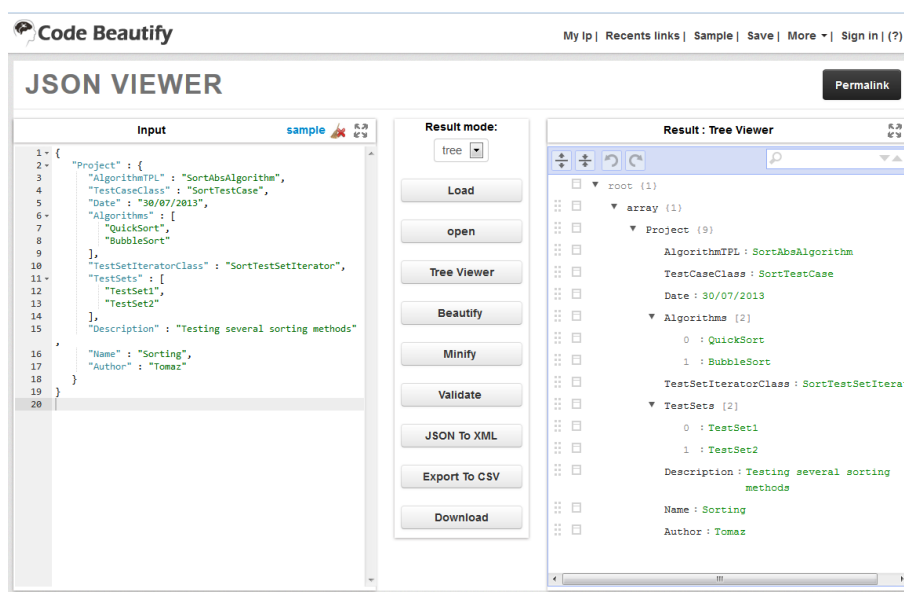 Code Beautify
My Ip | Recents links | Sample | Save | More | Sign in | (?)
JSON VIEWER
Permalink
Input
sample
1 {
2 "Project" : {
3 "AlgorithmTPL" : "SortAbsAlgorithm",
4 "TestCaseClass" : "SortTestCase",
5 "Date" : "30/07/2013",
6 "Algorithms" : [
7 "QuickSort",
8 "BubbleSort"
9 ],
10 "TestSetIteratorClass" : "SortTestSetIterator",
11 "TestSets" : [
12 "TestSet1",
13 "TestSet2"
14 ],
15 "Description" : "Testing several sorting methods"
,
16 "Name" : "Sorting",
17 "Author" : "Tomaz"
18 }
19 }
20
Result mode:
tree
Load
open
Tree Viewer
Beautify
Minify
Validate
JSON To XML
Export To CSV
Download
Result : Tree Viewer
root {1}
array {1}
Project {9}
AlgorithmTPL : SortAbsAlgorithm
TestCaseClass : SortTestCase
Date : 30/07/2013
Algorithms [2]
0 : QuickSort
1 : BubbleSort
TestSetIteratorClass : SortTestSetItera
TestSets [2]
0 : TestSet1
1 : TestSet2
Description : Testing several sorting
methods
Name : Sorting
Author : Tomaz